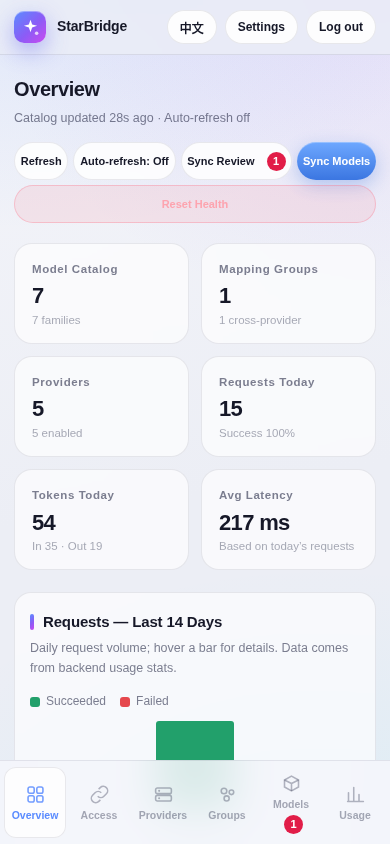 StarBridge
中文
Settings
Log out
Overview
Catalog updated 28s ago · Auto-refresh off
Refresh
Auto-refresh: Off
Sync Review 1
Sync Models
Reset Health
Model Catalog
7
7 families
Mapping Groups
1
1 cross-provider
Providers
5
5 enabled
Requests Today
15
Success 100%
Tokens Today
54
In 35 · Out 19
Avg Latency
217 ms
Based on today's requests
Requests — Last 14 Days
Daily request volume; hover a bar for details. Data comes
from backend usage stats.
Succeeded
Failed
Overview
Access
Providers
Groups
Models
1
Usage